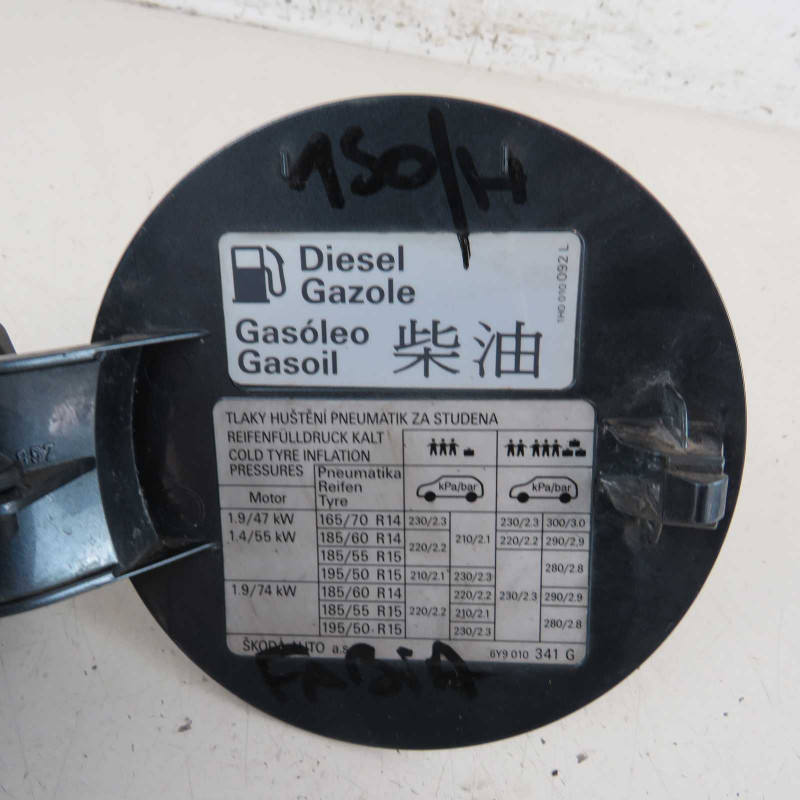 150/H
Diesel
Gazole
Gasóleo
Gasoil
柴油
1H0 010 092 L
TLAKY HUŠTĚNÍ PNEUMATIK ZA STUDENA
REIFENFÜLLDRUCK KALT
COLD TYRE INFLATION
PRESSURES
Pneumatika
Reifen
Tyre
kPa/bar kPa/bar
Motor
1.9/47 kW 165/70 R14 230/2.3 210/2.1 230/2.3 300/3.0
1.4/55 kW 185/60 R14 220/2.2 220/2.2 290/2.9
185/55 R15 280/2.8
195/50 R15 210/2.1 230/2.3 230/2.3
1.9/74 kW 185/60 R14 220/2.2 220/2.2 290/2.9
185/55 R15 210/2.1 280/2.8
195/50 R15 230/2.3
ŠKODA AUTO a.s
6Y9 010 341 G
FABIA